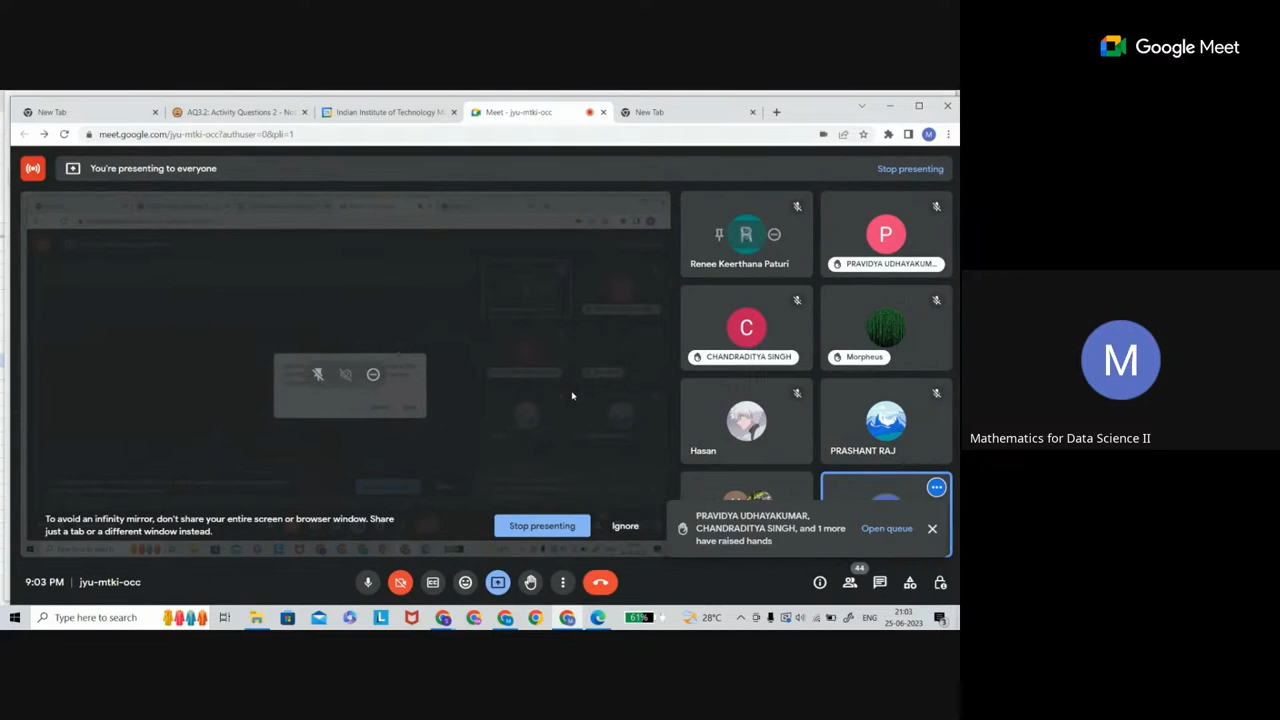 Google Meet
New Tab
AQ3.2: Activity Questions 2 - No
Indian Institute of Technology M
Meet - jyu-mtki-occ
New Tab
meet.google.com/jyu-mtki-occ?authuser=0&pli=1
M
You're presenting to everyone
Stop presenting
R
Renee Keerthana Paturi
P
PRAVIDYA UDHAYAKUM...
C
CHANDRADITYA SINGH
Morpheus
Hasan
PRASHANT RAJ
M
Mathematics for Data Science II
To avoid an infinity mirror, don't share your entire screen or browser window. Share
just a tab or a different window instead.
Stop presenting
Ignore
PRAVIDYA UDHAYAKUMAR,
CHANDRADITYA SINGH, and 1 more
have raised hands
Open queue
9:03 PM | jyu-mtki-occ
44
Type here to search
61%
28°C
ENG
21:03
25-06-2023
3